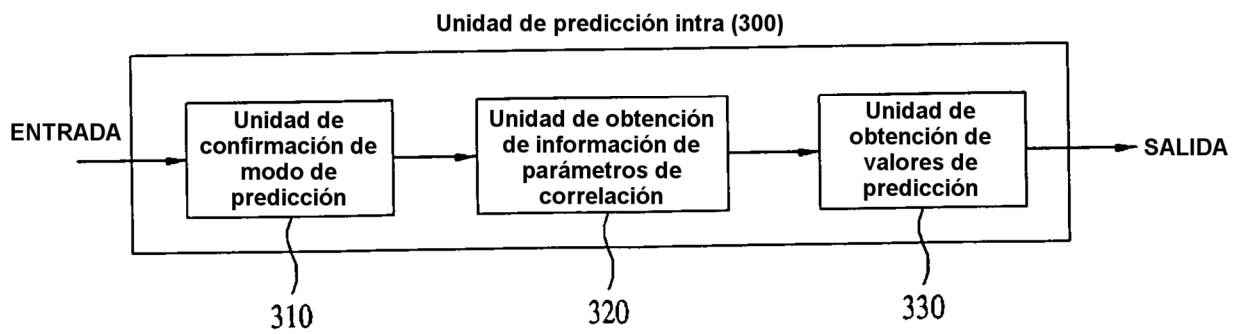 Unidad de predicción intra (300)
ENTRADA
Unidad de
confirmación de
modo de
predicción
Unidad de obtención
de información de
parámetros de
correlación
Unidad de
obtención de
valores de
predicción
SALIDA
310
320
330